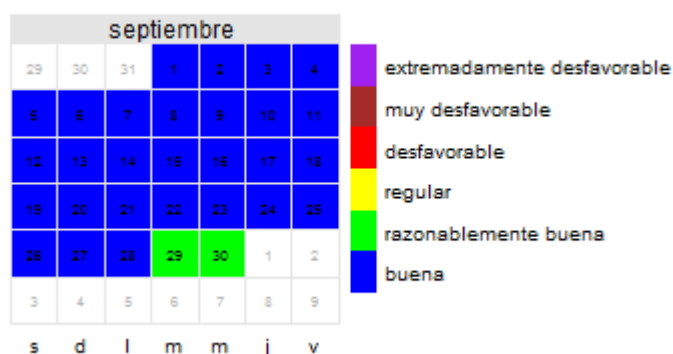 septiembre
29 30 31 1 2 3 4
5 6 7 8 9 10 11
12 13 14 15 16 17 18
19 20 21 22 23 24 25
26 27 28 29 30 1 2
3 4 5 6 7 8 9
s d l m m j v
extremadamente desfavorable
muy desfavorable
desfavorable
regular
razonablemente buena
buena